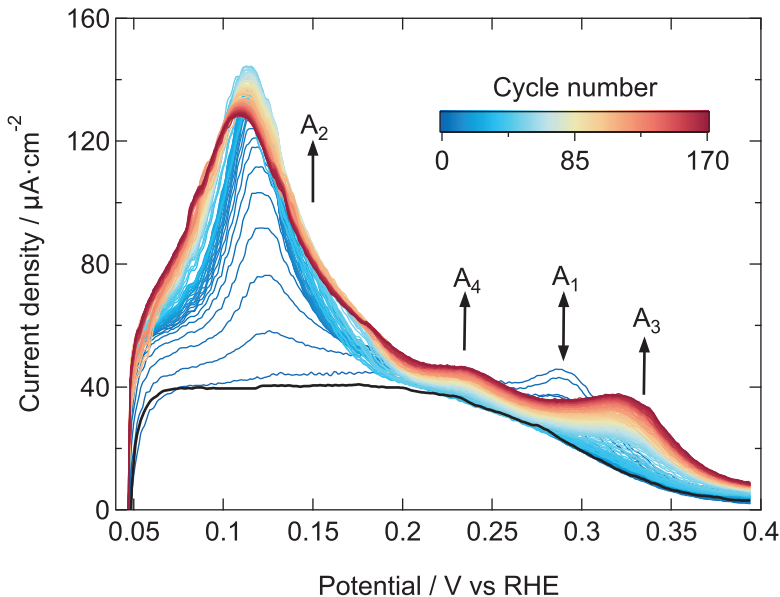 160
120
80
40
0
Current density / µA·cm⁻²
Cycle number
0 85 170
A₂
A₄
A₁
A₃
0.05 0.1 0.15 0.2 0.25 0.3 0.35 0.4
Potential / V vs RHE